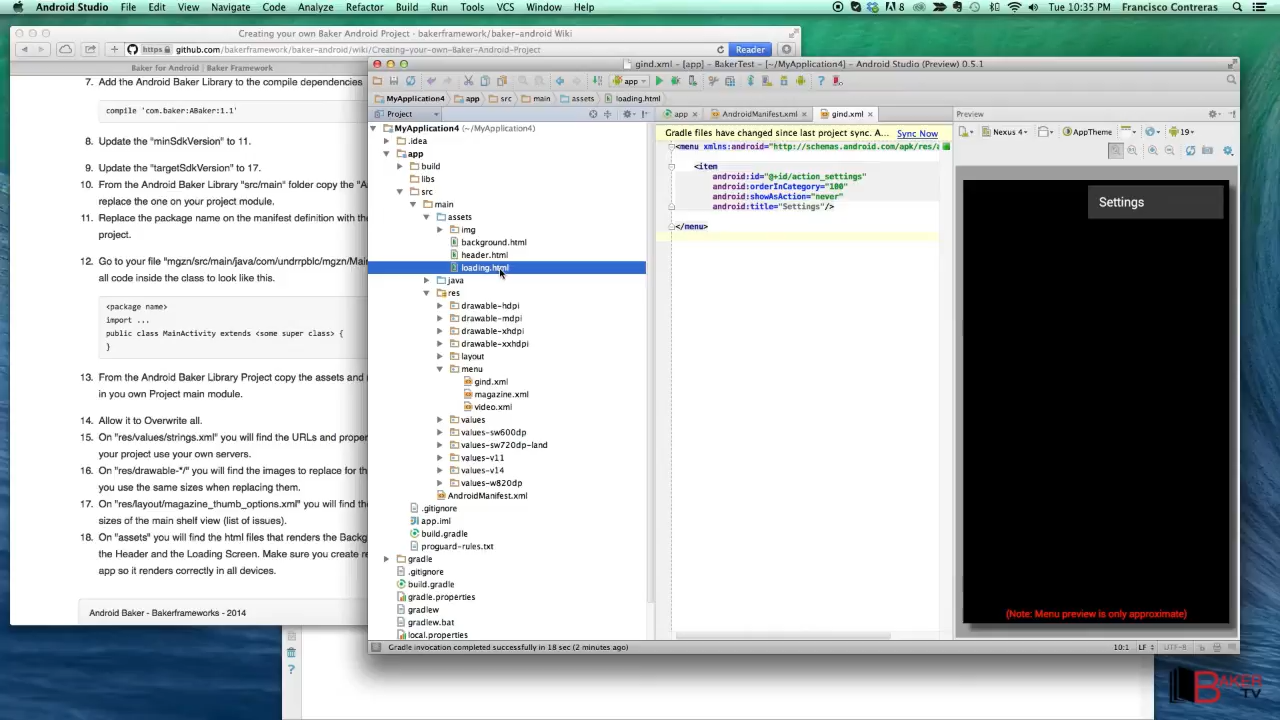 Android Studio File Edit View Navigate Code Analyze Refactor Build Run Tools VCS Window Help
8 Tue 10:35 PM Francisco Contreras
Creating your own Baker Android Project · bakerframework/baker-android Wiki
https github.com/bakerframework/baker-android/wiki/Creating-your-own-Baker-Android-Project Reader
Baker for Android | Baker Framework
7. Add the Android Baker Library to the compile dependencies
compile 'com.baker:ABaker:1.1'
8. Update the "minSdkVersion" to 11.
9. Update the "targetSdkVersion" to 17.
10. From the Android Baker Library "src/main" folder copy the "A
replace the one on your project module.
11. Replace the package name on the manifest definition with the
project.
12. Go to your file "mgzn/src/main/java/com/undrrpblc/mgzn/Mai
all code inside the class to look like this.
<package name>
import ...
public class MainActivity extends <some super class> {
}
13. From the Android Baker Library Project copy the assets and
in you own Project main module.
14. Allow it to Overwrite all.
15. On "res/values/strings.xml" you will find the URLs and proper
your project use your own servers.
16. On "res/drawable-*/" you will find the images to replace for th
you use the same sizes when replacing them.
17. On "res/layout/magazine_thumb_options.xml" you will find the
sizes of the main shelf view (list of issues).
18. On "assets" you will find the html files that renders the Backg
the Header and the Loading Screen. Make sure you create re
app so it renders correctly in all devices.
Android Baker - Bakerframeworks - 2014
gind.xml - [app] - BakerTest - [~/MyApplication4] - Android Studio (Preview) 0.5.1
app
MyApplication4 app src main assets loading.html
Project
MyApplication4 (~/MyApplication4)
.idea
app
build
libs
src
main
assets
img
background.html
header.html
loading.html
java
res
drawable-hdpi
drawable-mdpi
drawable-xhdpi
drawable-xxhdpi
layout
menu
gind.xml
magazine.xml
video.xml
values
values-sw600dp
values-sw720dp-land
values-v11
values-v14
values-w820dp
AndroidManifest.xml
.gitignore
app.iml
build.gradle
proguard-rules.txt
gradle
.gitignore
build.gradle
gradle.properties
gradlew
gradlew.bat
local.properties
app AndroidManifest.xml gind.xml
Gradle files have changed since last project sync. A... Sync Now
<menu xmlns:android="http://schemas.android.com/apk/res/a
<item
android:id="@+id/action_settings"
android:orderInCategory="100"
android:showAsAction="never"
android:title="Settings"/>
</menu>
Preview
Nexus 4 AppTheme 19
Settings
(Note: Menu preview is only approximate)
Gradle invocation completed successfully in 18 sec (2 minutes ago)
10:1 LF UTF-8
BAKER
TV